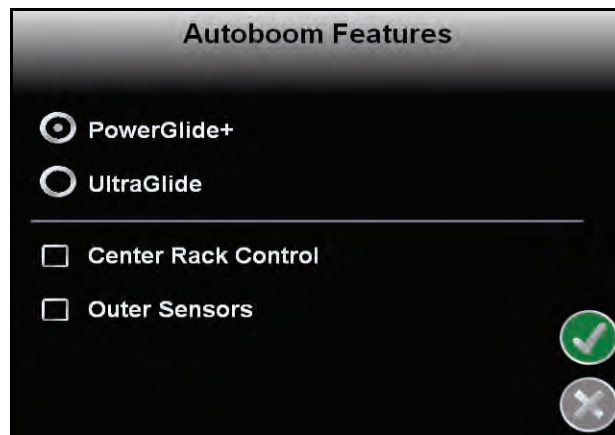 Autoboom Features
PowerGlide+
UltraGlide
Center Rack Control
Outer Sensors